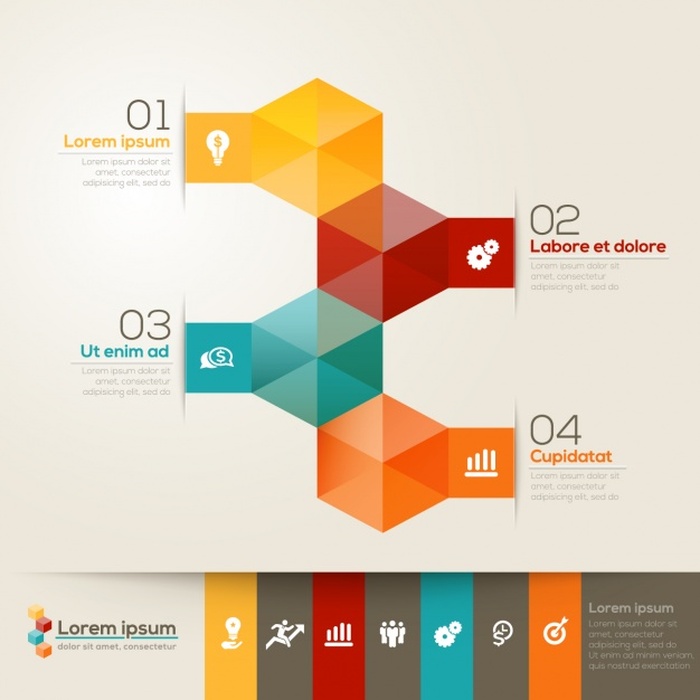 01
Lorem ipsum
Lorem ipsum dolor sit
amet, consectetur
adipisicing elit, sed do
02
Labore et dolore
Lorem ipsum dolor sit
amet, consectetur
adipisicing elit, sed do
03
Ut enim ad
Lorem ipsum dolor sit
amet, consectetur
adipisicing elit, sed do
04
Cupidatat
Lorem ipsum dolor sit
amet, consectetur
adipisicing elit, sed do
Lorem ipsum
dolor sit amet, consectetur
Lorem ipsum
Lorem ipsum dolor sit
amet, consectetur
adipisicing elit, sed do.
Ut enim ad minim veniam,
quis nostrud exercitation